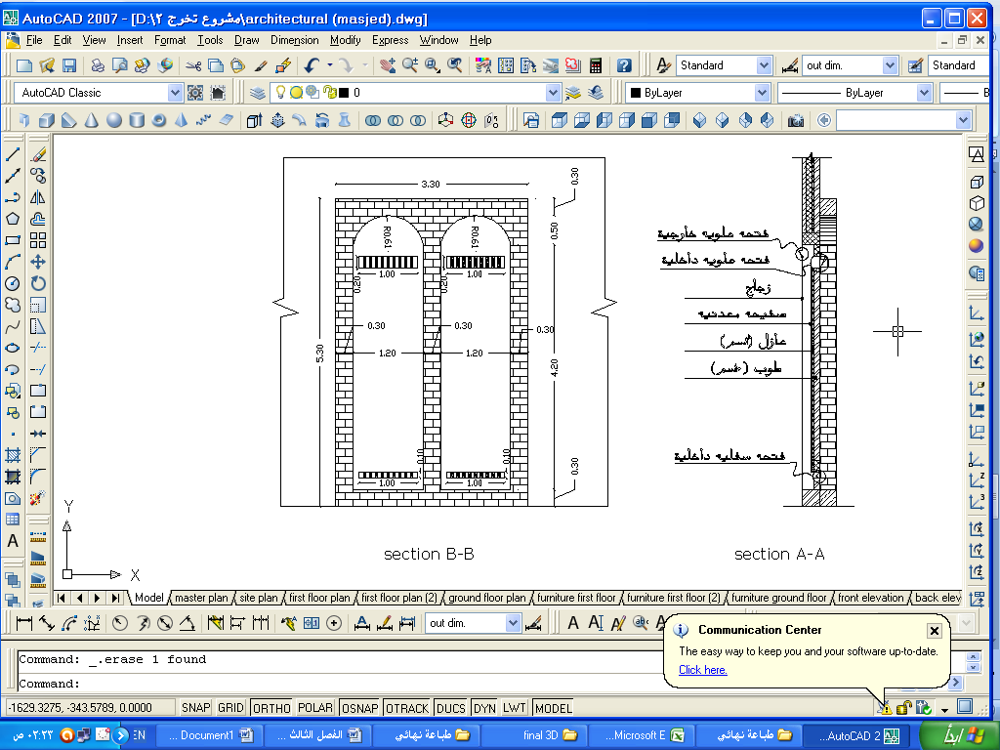 AutoCAD 2007 - [D:\مشروع تخرج ٢\architectural (masjed).dwg]
File Edit View Insert Format Tools Draw Dimension Modify Express Window Help
Standard out dim. Standard
AutoCAD Classic 0 ByLayer ByLayer
3.30
0.30
0.50
R0.61
R0.61
فتحه علويه خارجية
فتحه علويه داخلية
1.00
1.00
0.20
0.20
زجاج
صفيحه معدنيه
0.30
0.30
0.30
1.20
1.20
5.30
4.20
فتحه سفليه داخلية
0.10
0.10
1.00
1.00
0.30
section B-B
section A-A
Y
X
Model master plan site plan first floor plan first floor plan (2) ground floor plan furniture first floor furniture first floor (2) furniture ground floor front elevation back elev
out dim.
Communication Center
The easy way to keep you and your software up-to-date.
Click here.
Command: _.erase 1 found
Command:
-1629.3275, -343.5789, 0.0000 SNAP GRID ORTHO POLAR OSNAP OTRACK DUCS DYN LWT MODEL
٠٢:٢٣ ص EN ...Document1 الفصل الثالث... طباعة نهائي final 3D ...Microsoft E طباعة نهائي ...AutoCAD 2 ابدأ